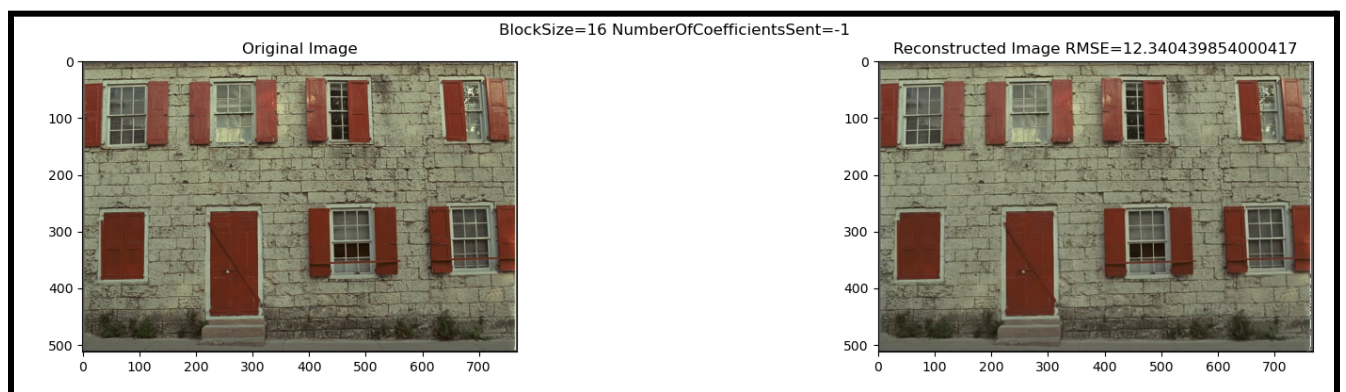 BlockSize=16 NumberOfCoefficientsSent=-1
Original Image
Reconstructed Image RMSE=12.340439854000417
0
100
200
300
400
500
0 100 200 300 400 500 600 700
0
100
200
300
400
500
0 100 200 300 400 500 600 700